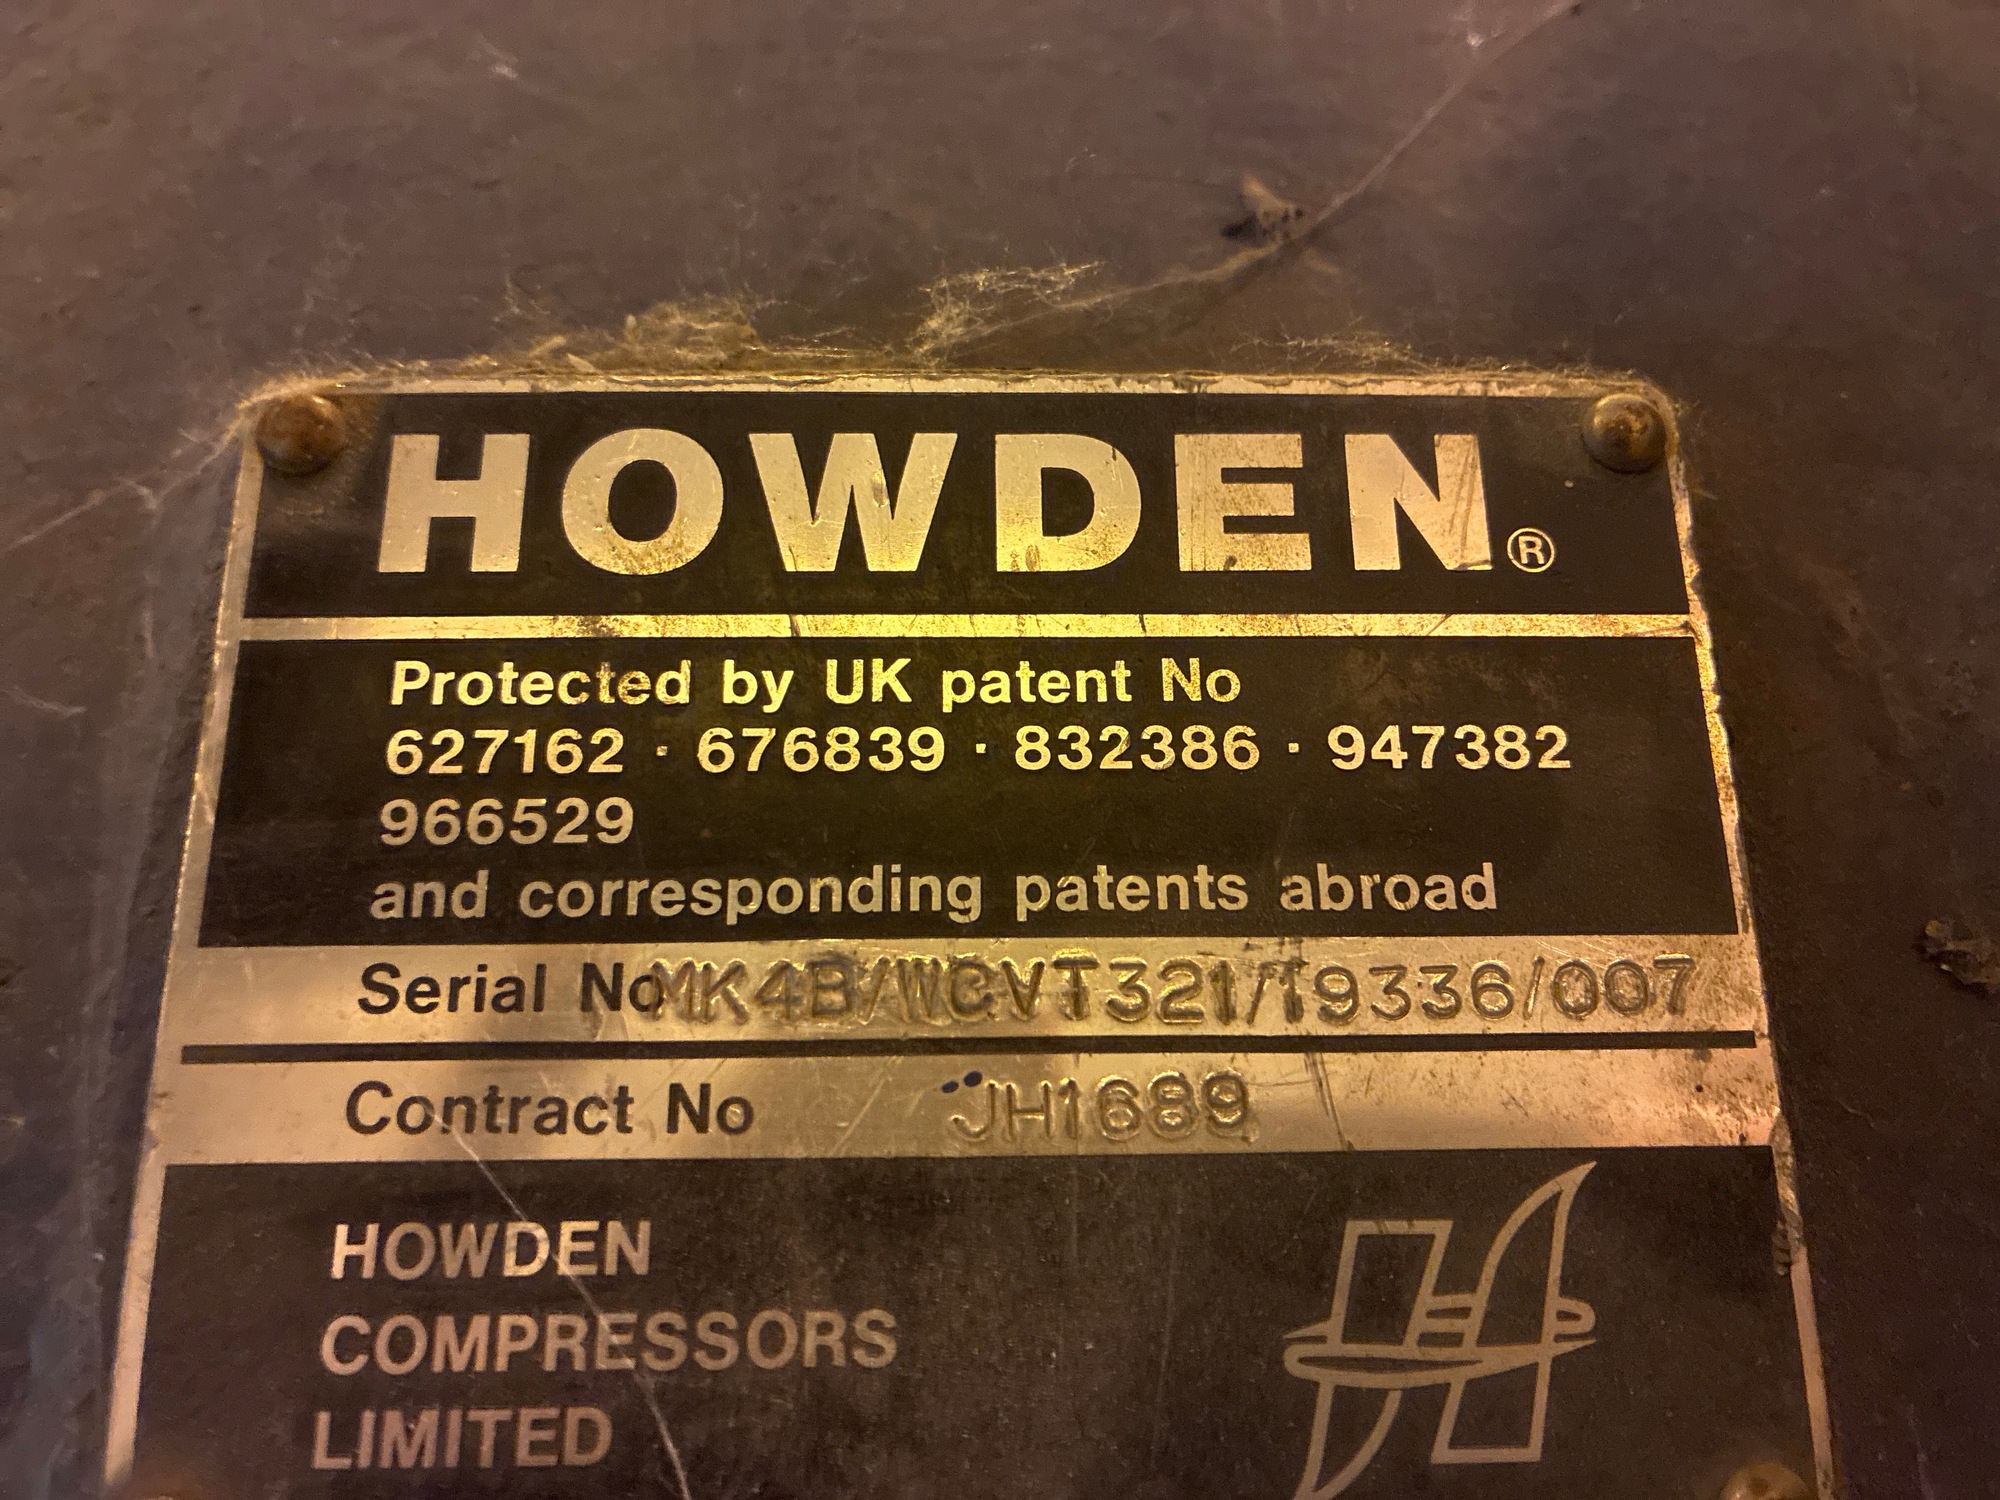 HOWDEN®
Protected by UK patent No
627162 · 676839 · 832386 · 947382
966529
and corresponding patents abroad
Serial No MK4B/WCVT321/19336/007
Contract No JH1689
HOWDEN
COMPRESSORS
LIMITED